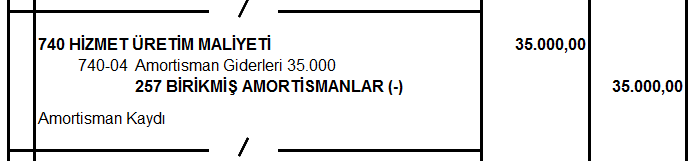 /
740 HİZMET ÜRETİM MALİYETİ 35.000,00
740-04 Amortisman Giderleri 35.000
257 BİRİKMİŞ AMORTİSMANLAR (-) 35.000,00
Amortisman Kaydı
/